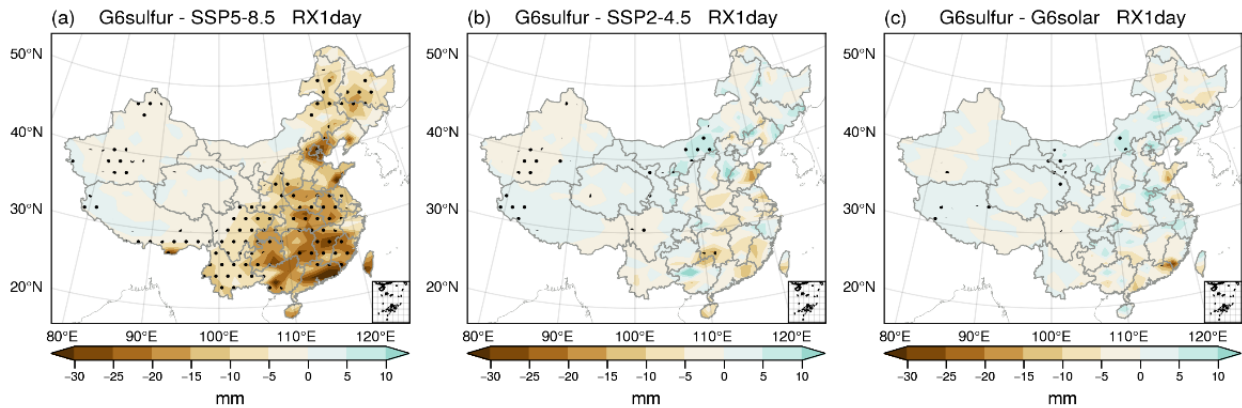 (a) G6sulfur - SSP5-8.5 RX1day
50°N
40°N
30°N
20°N
80°E 90°E 100°E 110°E 120°E
−30 −25 −20 −15 −10 −5 0 5 10
mm
(b) G6sulfur - SSP2-4.5 RX1day
50°N
40°N
30°N
20°N
80°E 90°E 100°E 110°E 120°E
−30 −25 −20 −15 −10 −5 0 5 10
mm
(c) G6sulfur - G6solar RX1day
50°N
40°N
30°N
20°N
80°E 90°E 100°E 110°E 120°E
−30 −25 −20 −15 −10 −5 0 5 10
mm